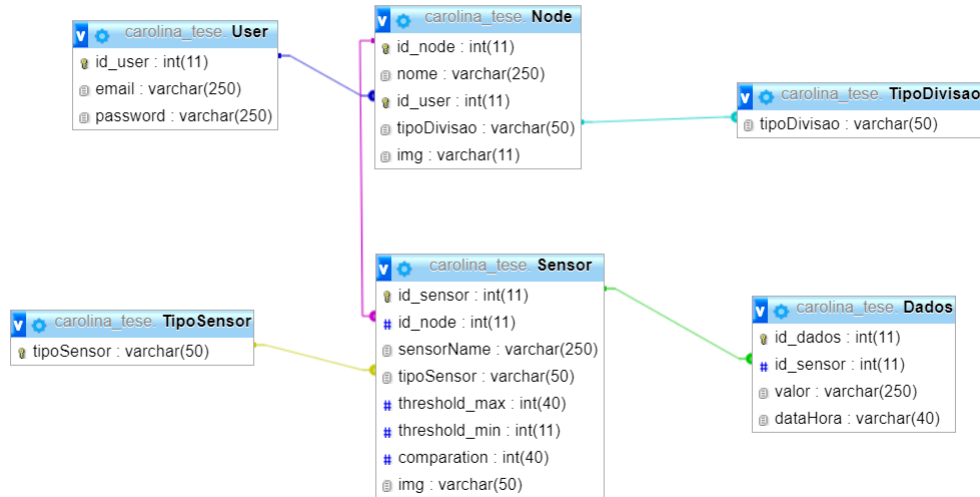 carolina_tese. User
id_user : int(11)
email : varchar(250)
password : varchar(250)
carolina_tese. Node
id_node : int(11)
nome : varchar(250)
id_user : int(11)
tipoDivisao : varchar(50)
img : varchar(11)
carolina_tese. TipoDivisao
tipoDivisao : varchar(50)
carolina_tese. TipoSensor
tipoSensor : varchar(50)
carolina_tese. Sensor
id_sensor : int(11)
id_node : int(11)
sensorName : varchar(250)
tipoSensor : varchar(50)
threshold_max : int(40)
threshold_min : int(11)
comparation : int(40)
img : varchar(50)
carolina_tese. Dados
id_dados : int(11)
id_sensor : int(11)
valor : varchar(250)
dataHora : varchar(40)